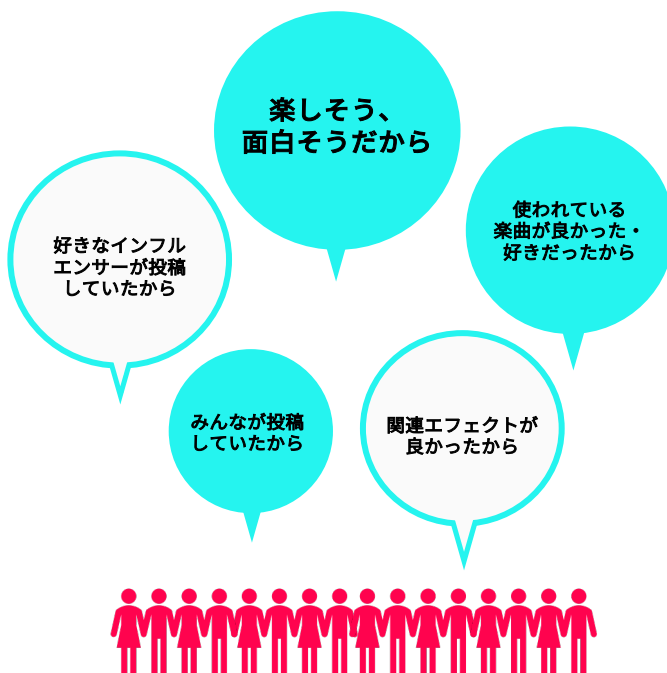 楽しそう、
面白そうだから
使われている
楽曲が良かった・
好きだったから
好きなインフル
エンサーが投稿
していたから
みんなが投稿
していたから
関連エフェクトが
良かったから